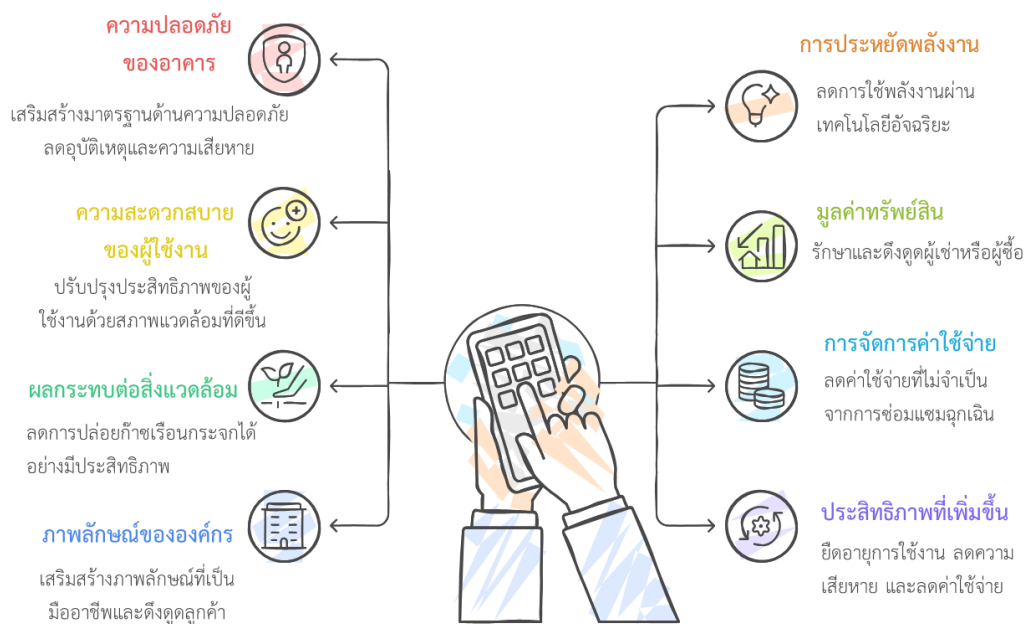 ความปลอดภัย
ของอาคาร
เสริมสร้างมาตรฐานด้านความปลอดภัย
ลดอุบัติเหตุและความเสียหาย
ความสะดวกสบาย
ของผู้ใช้งาน
ปรับปรุงประสิทธิภาพของผู้
ใช้งานด้วยสภาพแวดล้อมที่ดีขึ้น
ผลกระทบต่อสิ่งแวดล้อม
ลดการปล่อยก๊าซเรือนกระจกได้
อย่างมีประสิทธิภาพ
ภาพลักษณ์ขององค์กร
เสริมสร้างภาพลักษณ์ที่เป็น
มืออาชีพและดึงดูดลูกค้า
การประหยัดพลังงาน
ลดการใช้พลังงานผ่าน
เทคโนโลยีอัจฉริยะ
มูลค่าทรัพย์สิน
รักษาและดึงดูดผู้เช่าหรือผู้ซื้อ
การจัดการค่าใช้จ่าย
ลดค่าใช้จ่ายที่ไม่จำเป็น
จากการซ่อมแซมฉุกเฉิน
ประสิทธิภาพที่เพิ่มขึ้น
ยืดอายุการใช้งาน ลดความ
เสียหาย และลดค่าใช้จ่าย